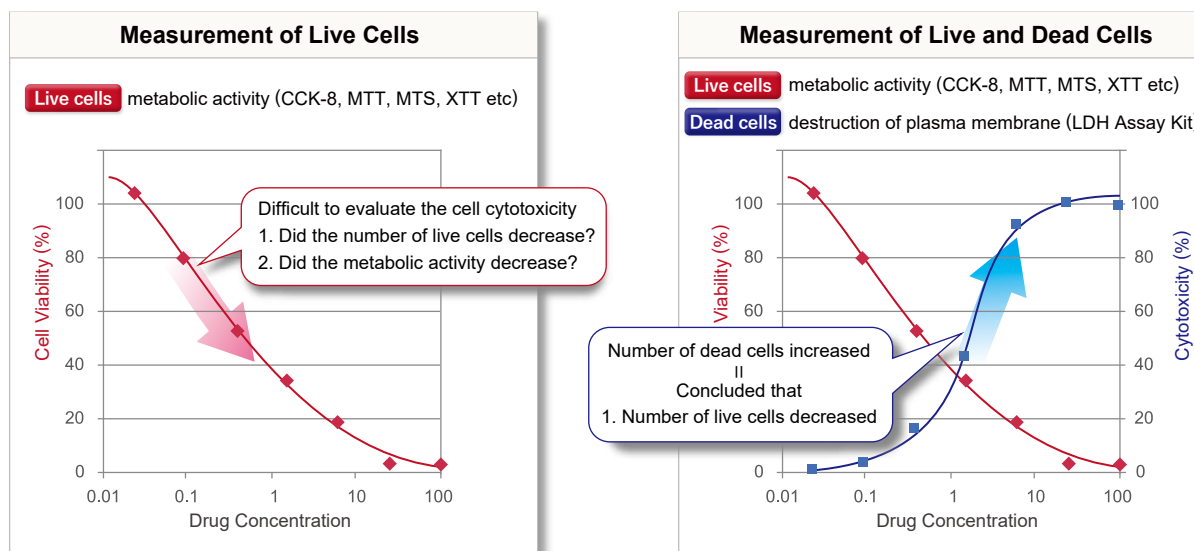 Measurement of Live Cells
Live cells metabolic activity (CCK-8, MTT, MTS, XTT etc)
Cell Viability (%)
100
80
60
40
20
0
0.01
0.1
1
10
100
Drug Concentration
Difficult to evaluate the cell cytotoxicity
1. Did the number of live cells decrease?
2. Did the metabolic activity decrease?
Measurement of Live and Dead Cells
Live cells metabolic activity (CCK-8, MTT, MTS, XTT etc)
Dead cells destruction of plasma membrane (LDH Assay Kit)
Viability (%)
100
80
60
40
20
0
Number of dead cells increased
=
Concluded that
1. Number of live cells decreased
100
80
60
40
20
0
Cytotoxicity (%)
0.01
0.1
1
10
100
Drug Concentration